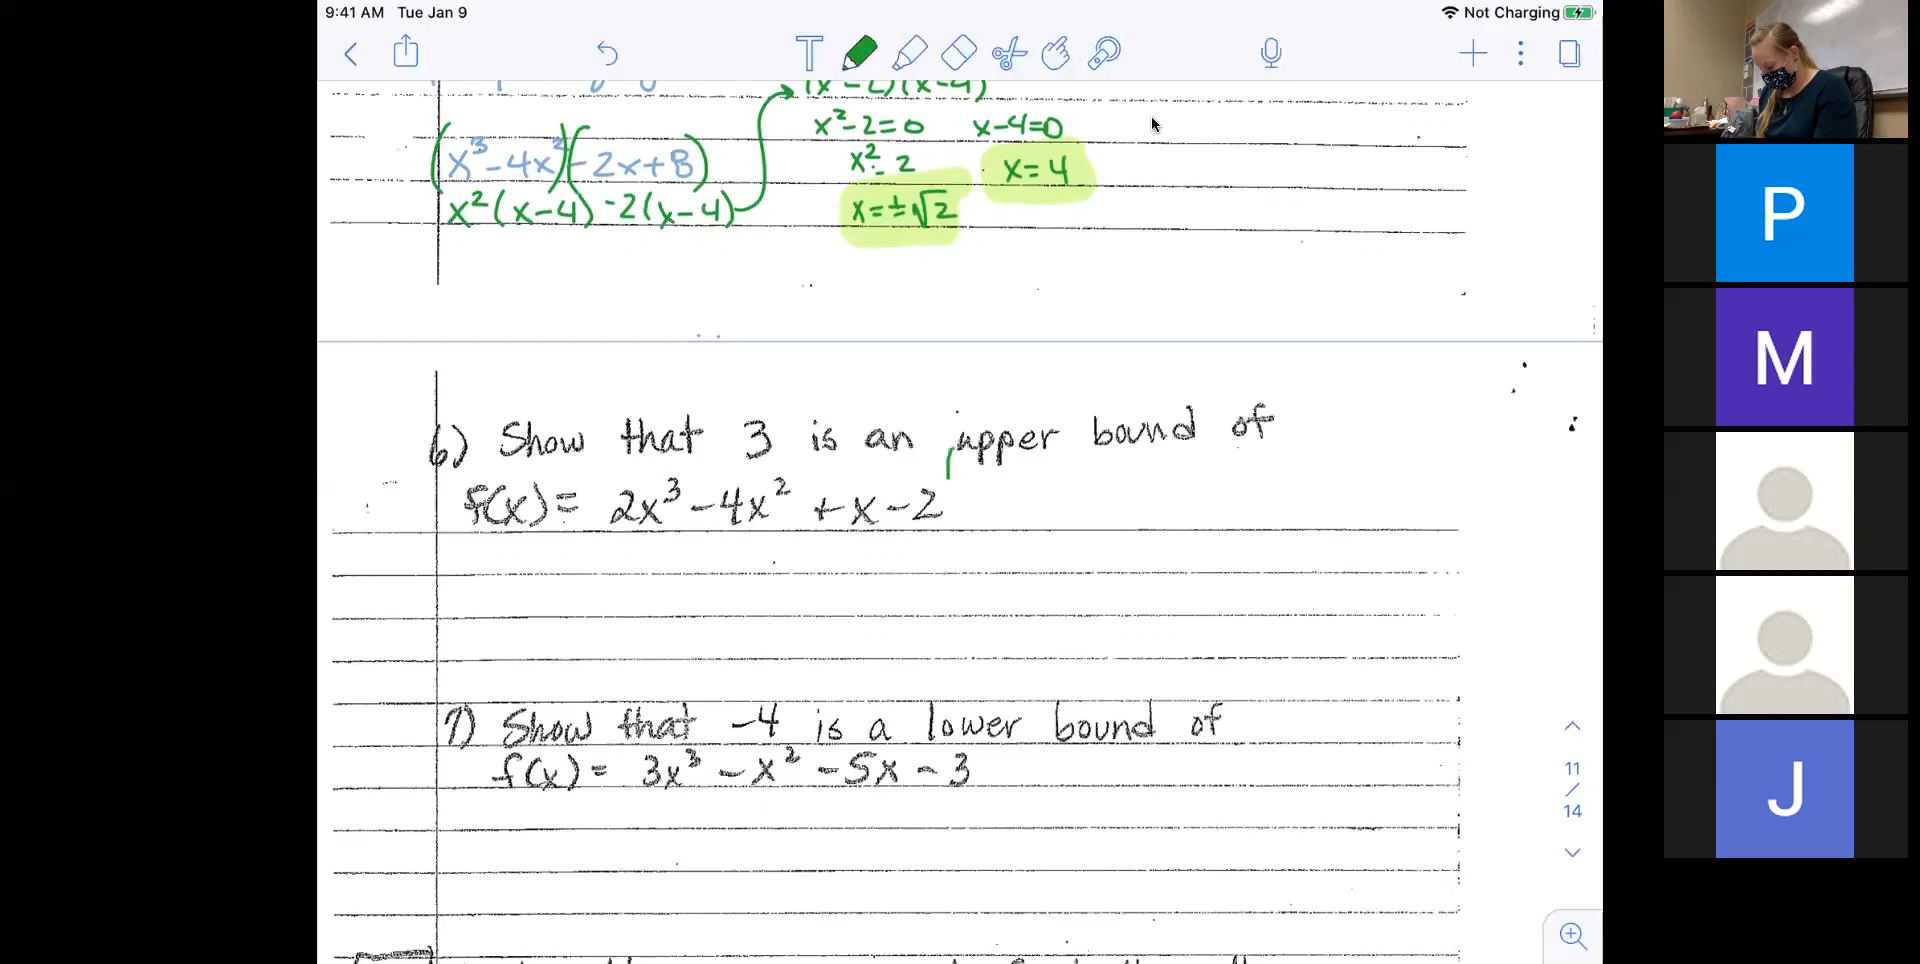 9:41 AM Tue Jan 9
Not Charging
T
x²-2=0 x-4=0
(x³-4x²)(-2x+8)
x²=2 x=4
x²(x-4) -2(x-4)
x=±√2
6) Show that 3 is an upper bound of
f(x)= 2x³-4x²+x-2
7) Show that -4 is a lower bound of
f(x)= 3x³-x²-5x-3
11
/
14
P
M
J